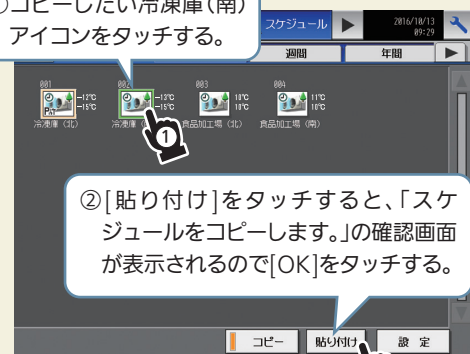 ①コピーしたい冷凍庫(南)
アイコンをタッチする。
スケジュール
2016/10/13
09:29
週間
年間
001
002
003
004
-12℃
-15℃
-13℃
-15℃
10℃
10℃
11℃
10℃
冷凍庫（北）
冷凍庫（南）
食品加工場（北）
食品加工場（南）
①
②[貼り付け]をタッチすると、「スケ
ジュールをコピーします。」の確認画面
が表示されるので[OK]をタッチする。
コピー
貼り付け
設 定